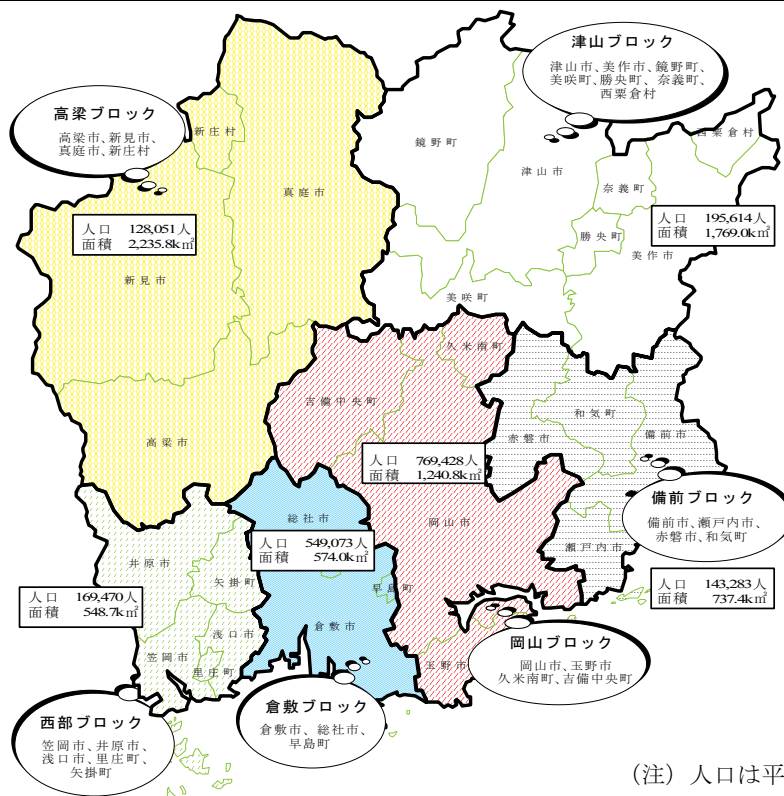 津山ブロック
津山市、美作市、鏡野町、
美咲町、勝央町、奈義町、
西粟倉村
高梁ブロック
高梁市、新見市、
真庭市、新庄村
新庄村
鏡野町
西粟倉村
津山市
奈義町
真庭市
人口 128,051人
面積 2,235.8k㎡
人口 195,614人
面積 1,769.0k㎡
勝央町
美作市
新見市
美咲町
久米南町
吉備中央町
和気町
赤磐市
備前市
高梁市
人口 769,428人
面積 1,240.8k㎡
備前ブロック
備前市、瀬戸内市、
赤磐市、和気町
総社市
岡山市
人口 549,073人
面積 574.0k㎡
瀬戸内市
井原市
矢掛町
早島町
人口 143,283人
面積 737.4k㎡
人口 169,470人
面積 548.7k㎡
浅口市
倉敷市
岡山ブロック
岡山市、玉野市
久米南町、吉備中央町
笠岡市
里庄町
玉野市
西部ブロック
笠岡市、井原市、
浅口市、里庄町、
矢掛町
倉敷ブロック
倉敷市、総社市、
早島町
(注) 人口は平